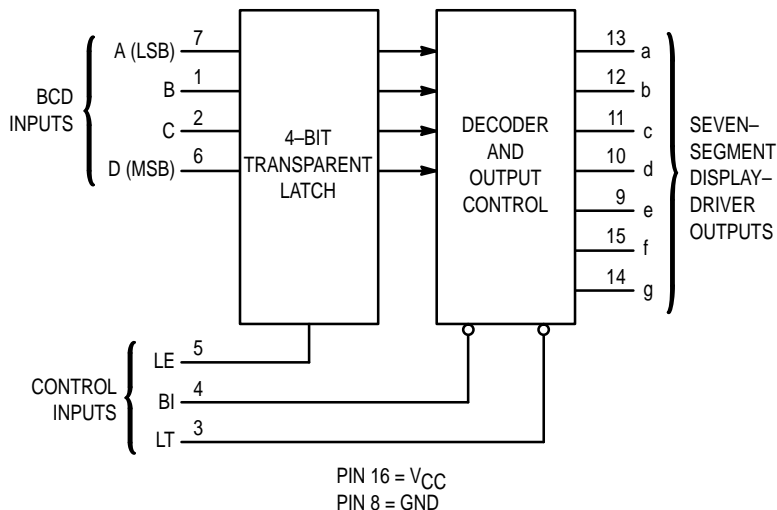 BCD
INPUTS
A (LSB) 7
B 1
C 2
D (MSB) 6
4–BIT
TRANSPARENT
LATCH
DECODER
AND
OUTPUT
CONTROL
13 a
12 b
11 c
10 d
9 e
15 f
14 g
SEVEN–
SEGMENT
DISPLAY–
DRIVER
OUTPUTS
CONTROL
INPUTS
LE 5
BI 4
LT 3
PIN 16 = VCC
PIN 8 = GND